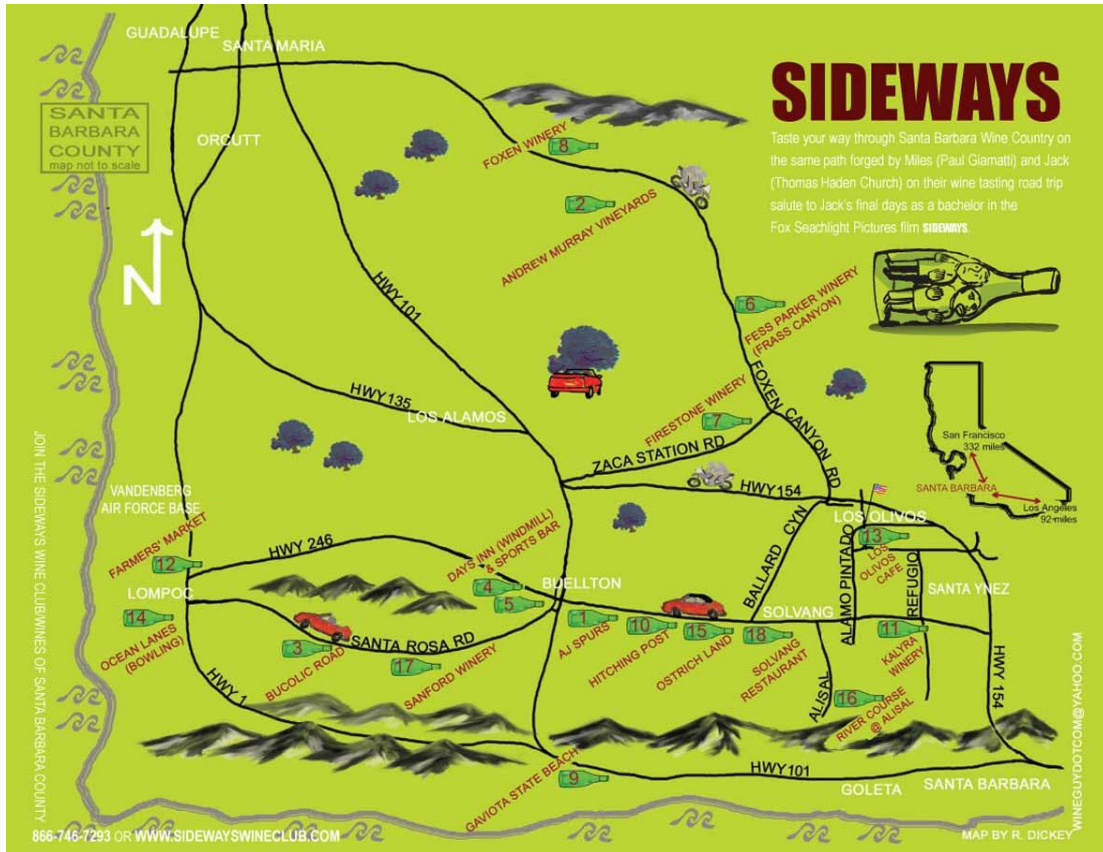 GUADALUPE
SANTA MARIA
SANTA
BARBARA
COUNTY
map not to scale
ORCUTT
N
SIDEWAYS
Taste your way through Santa Barbara Wine Country on
the same path forged by Miles (Paul Giamatti) and Jack
(Thomas Haden Church) on their wine tasting road trip
salute to Jack's final days as a bachelor in the
Fox Seachlight Pictures film SIDEWAYS.
FOXEN WINERY
8
2
ANDREW MURRAY VINEYARDS
HWY 101
6
FESS PARKER WINERY
(FRASS CANYON)
FOXEN CANYON RD
FIRESTONE WINERY
7
ZACA STATION RD
HWY 135
LOS ALAMOS
HWY 154
San Francisco
332 miles
SANTA BARBARA
Los Angeles
92 miles
VANDENBERG
AIR FORCE BASE
FARMERS' MARKET
12
HWY 246
LOMPOC
14
OCEAN LANES
(BOWLING)
DAYS INN (WINDMILL)
& SPORTS BAR
4
5
BUELLTON
BALLARD CYN
LOS OLIVOS
13
LOS
OLIVOS
CAFE
ALAMO PINTADO
REFUGIO
SANTA YNEZ
SOLVANG
1
AJ SPURS
10
HITCHING POST
15
OSTRICH LAND
18
SOLVANG
RESTAURANT
11
KALYRA
WINERY
ALISAL
16
RIVER COURSE
@ ALISAL
HWY 154
SANTA ROSA RD
3
BUCOLIC ROAD
17
SANFORD WINERY
HWY 1
GAVIOTA STATE BEACH
9
HWY101
GOLETA
SANTA BARBARA
JOIN THE SIDEWAYS WINE CLUB/WINES OF SANTA BARBARA COUNTY
866-746-7293 OR WWW.SIDEWAYSWINECLUB.COM
MAP BY R. DICKEY
WINEGUYDOTCOM@YAHOO.COM